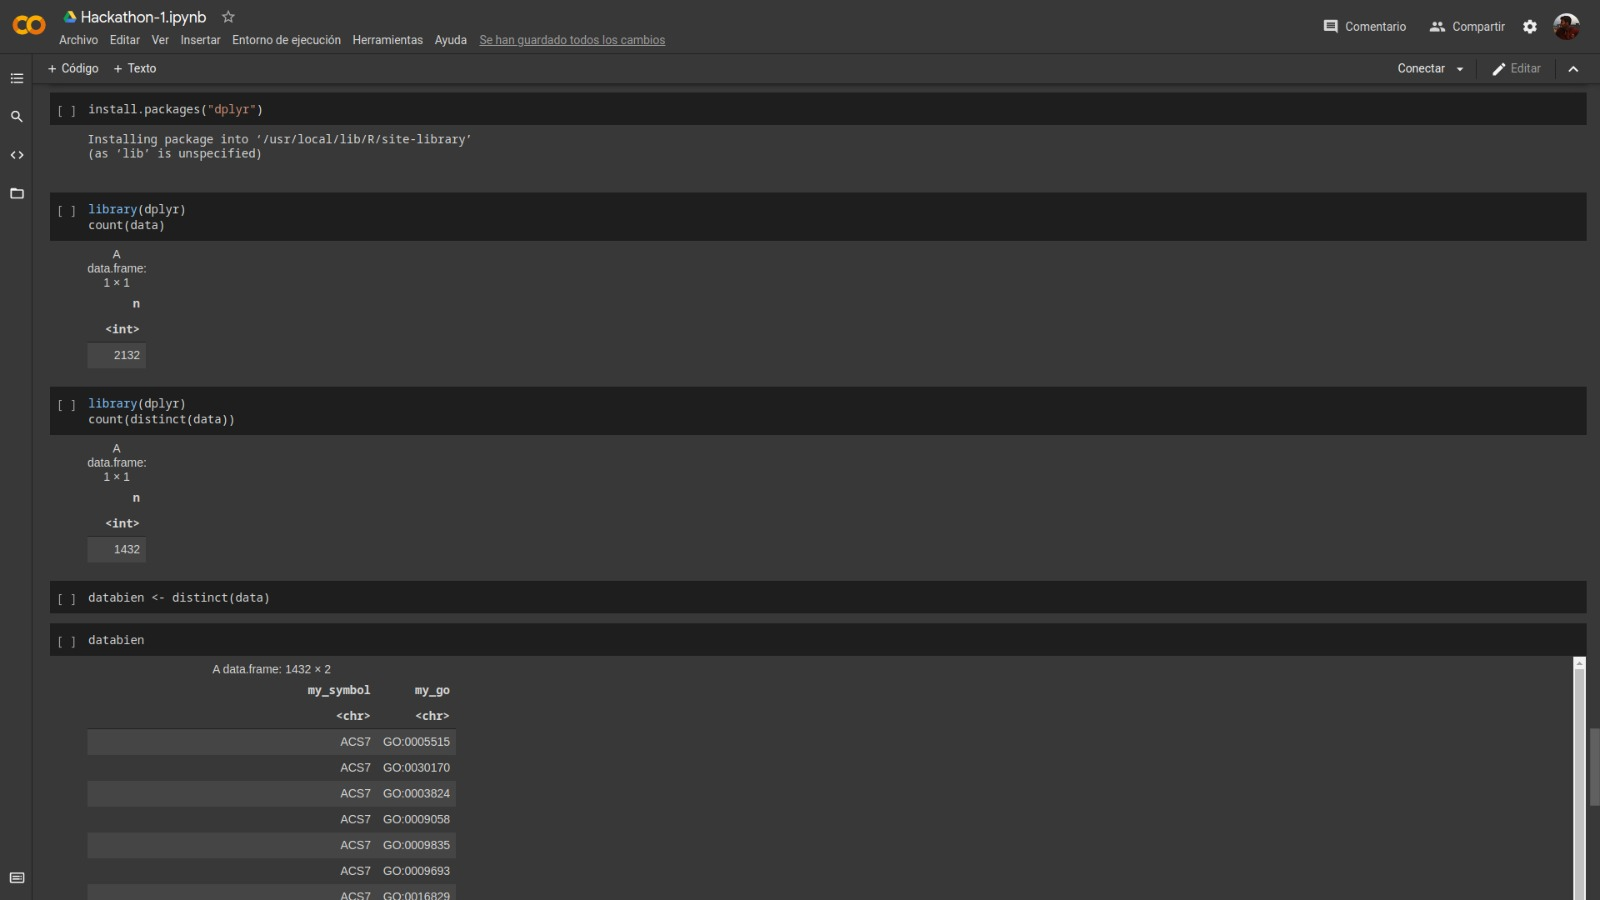 Hackathon-1.ipynb
Archivo Editar Ver Insertar Entorno de ejecución Herramientas Ayuda Se han guardado todos los cambios
Comentario Compartir
+ Código + Texto
Conectar Editar
[ ] install.packages("dplyr")
Installing package into ‘/usr/local/lib/R/site-library’
(as ‘lib’ is unspecified)
[ ] library(dplyr)
count(data)
A
data.frame:
1 × 1
n
<int>
2132
[ ] library(dplyr)
count(distinct(data))
A
data.frame:
1 × 1
n
<int>
1432
[ ] databien <- distinct(data)
[ ] databien
A data.frame: 1432 × 2
my_symbol my_go
<chr> <chr>
ACS7 GO:0005515
ACS7 GO:0030170
ACS7 GO:0003824
ACS7 GO:0009058
ACS7 GO:0009835
ACS7 GO:0009693
ACS7 GO:0016829